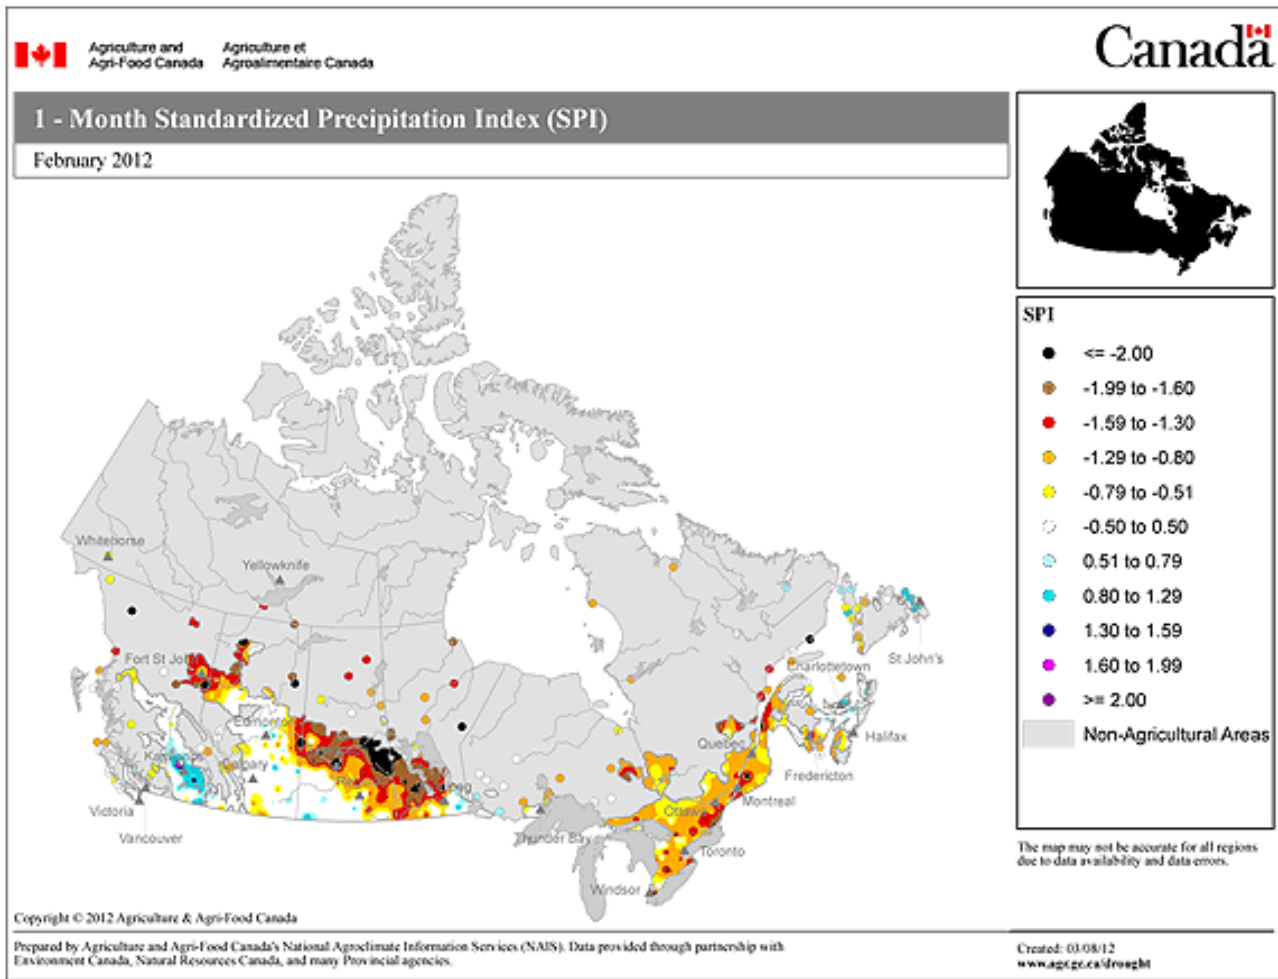 Agriculture and Agriculture et
Agri-Food Canada Agroalimentaire Canada
Canada
1 - Month Standardized Precipitation Index (SPI)
February 2012
SPI
<= -2.00
-1.99 to -1.60
-1.59 to -1.30
-1.29 to -0.80
-0.79 to -0.51
-0.50 to 0.50
0.51 to 0.79
0.80 to 1.29
1.30 to 1.59
1.60 to 1.99
>= 2.00
Non-Agricultural Areas
Whitehorse
Yellowknife
Fort St John
St John's
Charlottetown
Edmonton
Quebec
Halifax
Calgary
Fredericton
Victoria
Montreal
Ottawa
Vancouver
Thunder Bay
Toronto
Windsor
The map may not be accurate for all regions
due to data availability and data errors.
Copyright © 2012 Agriculture & Agri-Food Canada
Prepared by Agriculture and Agri-Food Canada's National Agroclimate Information Services (NAIS). Data provided through partnership with
Environment Canada, Natural Resources Canada, and many Provincial agencies.
Created: 03/08/12
www.agr.gc.ca/drought